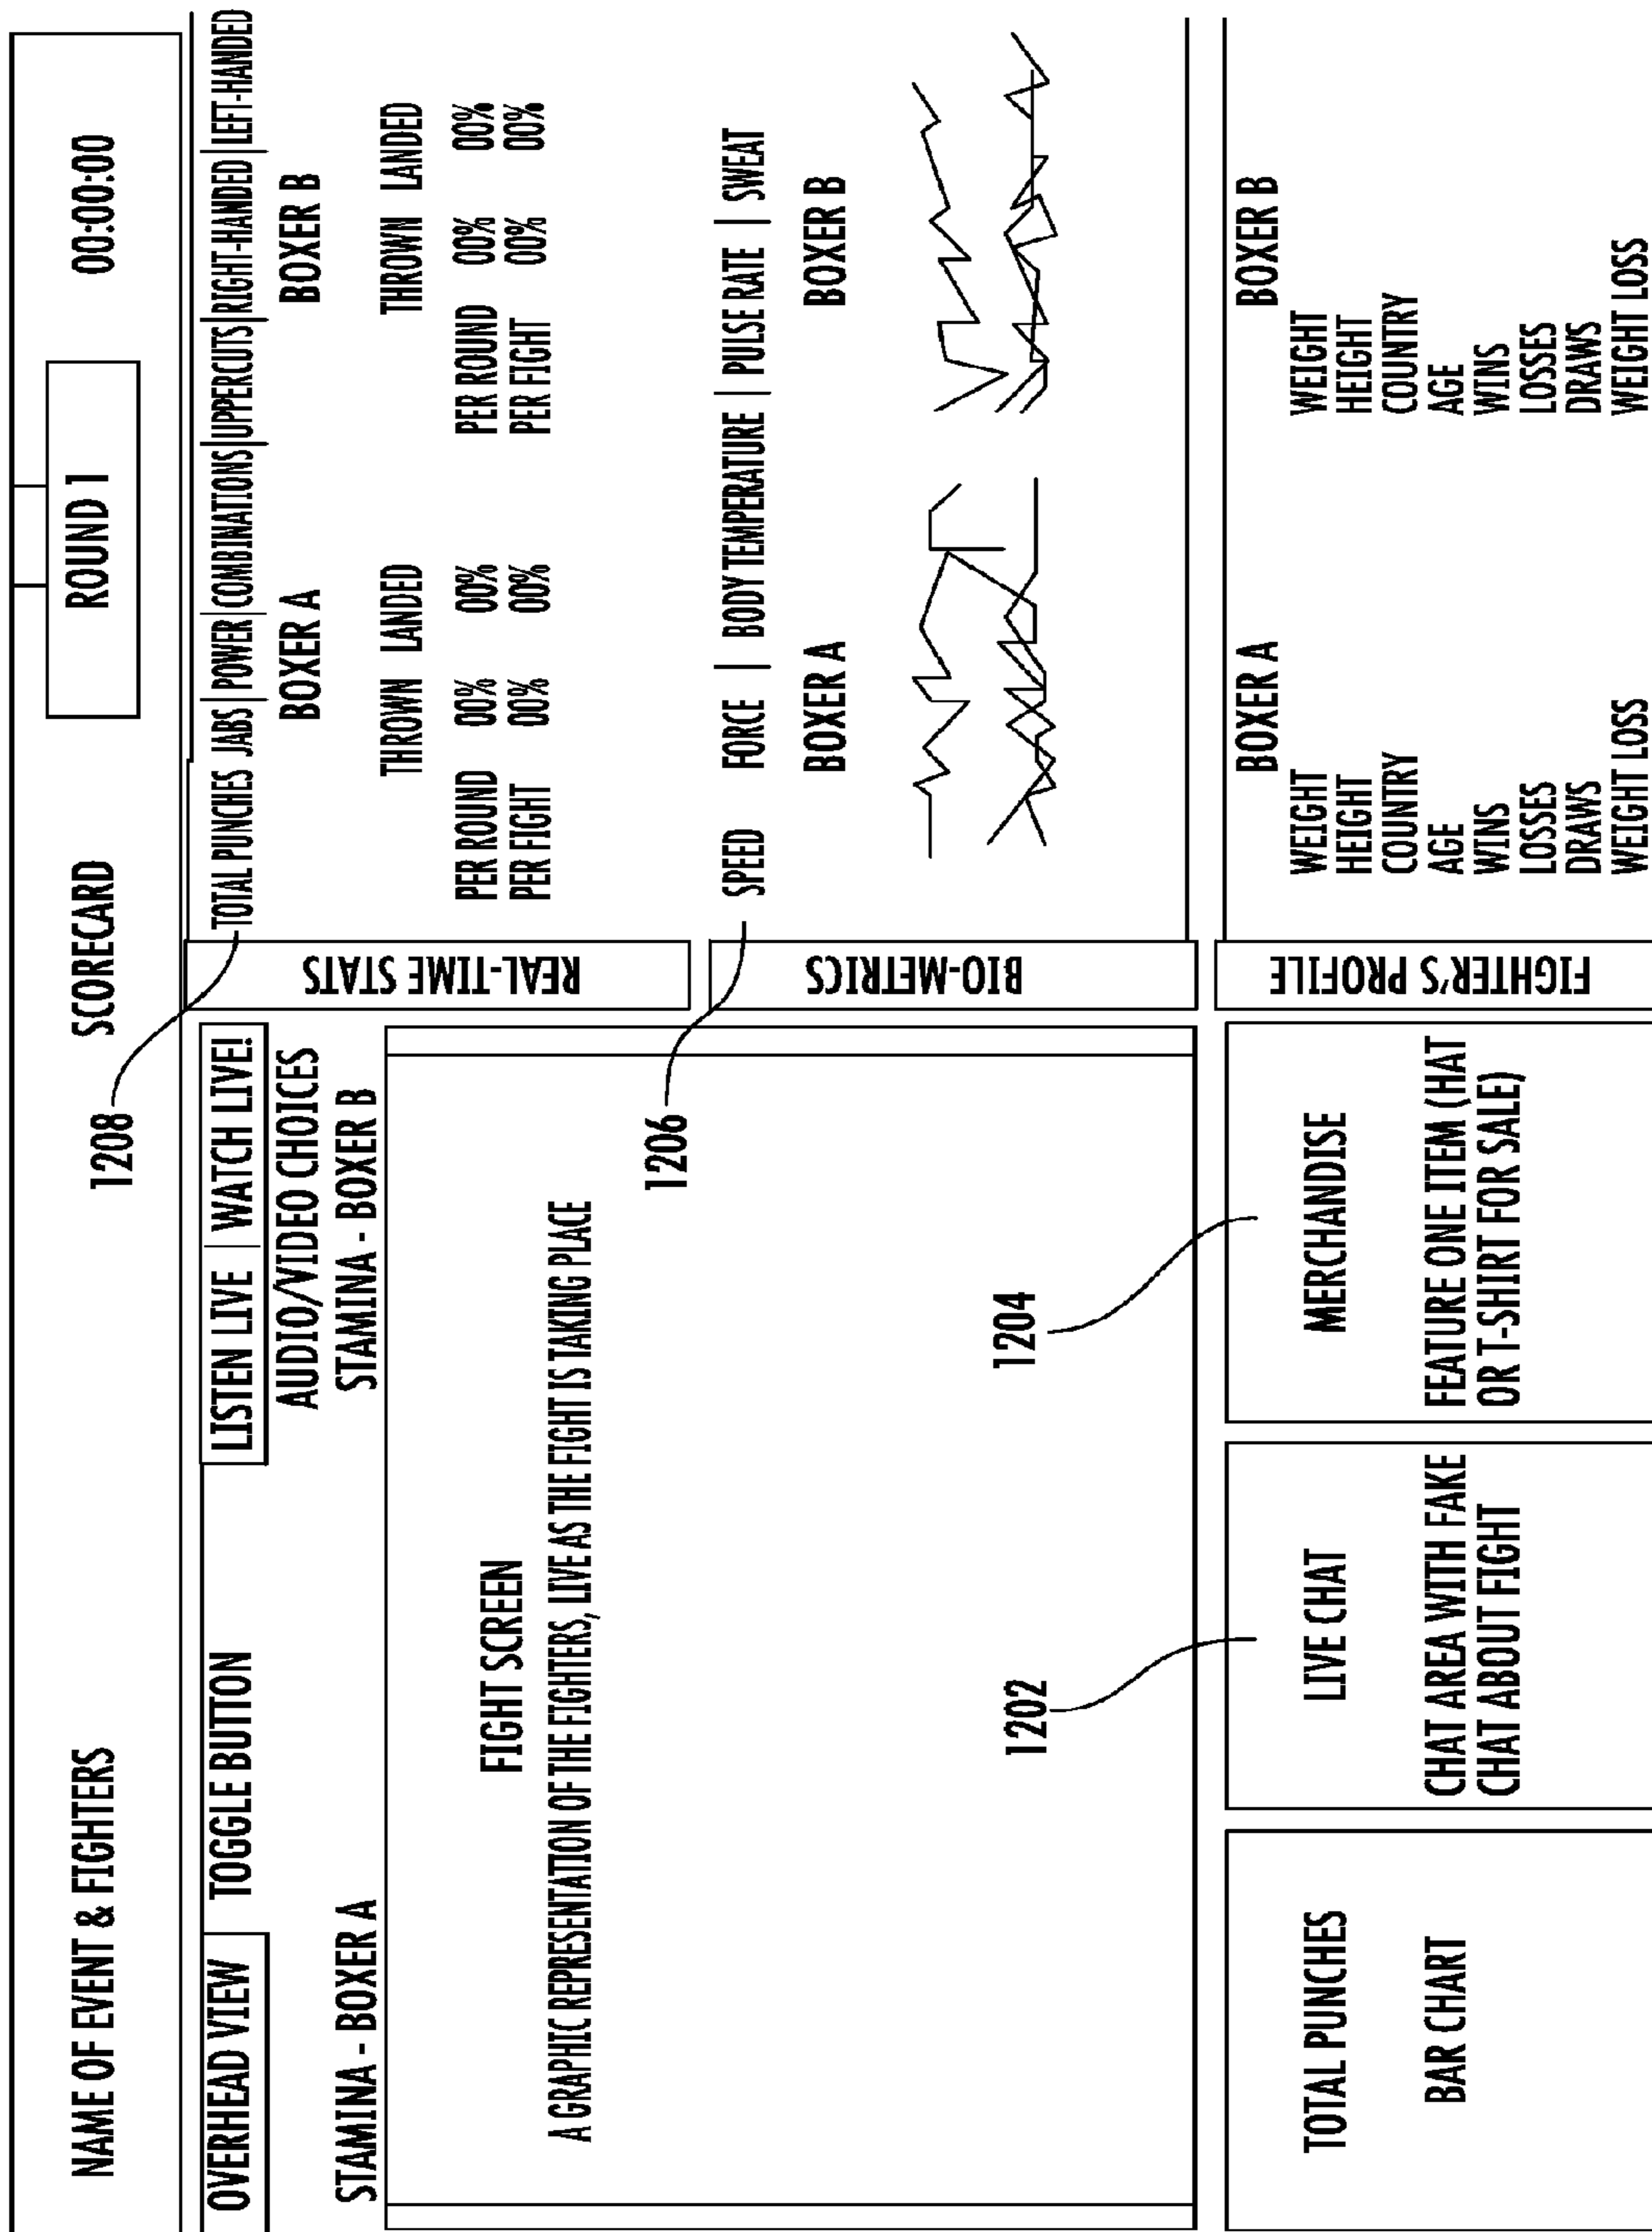 NAME OF EVENT & FIGHTERS
SCORECARD
ROUND 1
00:00:00
1208
OVERHEAD VIEW
TOGGLE BUTTON
LISTEN LIVE | WATCH LIVE!
AUDIO/VIDEO CHOICES
STAMINA - BOXER A
STAMINA - BOXER B
FIGHT SCREEN
A GRAPHIC REPRESENTATION OF THE FIGHTERS, LIVE AS THE FIGHT IS TAKING PLACE
1206
1202
1204
REAL-TIME STATS
TOTAL PUNCHES JABS | POWER | COMBINATIONS | UPPERCUTS | RIGHT-HANDED | LEFT-HANDED
BOXER A
BOXER B
THROWN LANDED
THROWN LANDED
PER ROUND 00% 00%
PER ROUND 00% 00%
PER FIGHT 00% 00%
PER FIGHT 00% 00%
BIO-METRICS
SPEED FORCE | BODY TEMPERATURE | PULSE RATE | SWEAT
BOXER A
BOXER B
TOTAL PUNCHES
BAR CHART
LIVE CHAT
CHAT AREA WITH FAKE
CHAT ABOUT FIGHT
MERCHANDISE
FEATURE ONE ITEM (HAT
OR T-SHIRT FOR SALE)
FIGHTER'S PROFILE
BOXER A
WEIGHT
HEIGHT
COUNTRY
AGE
WINS
LOSSES
DRAWS
WEIGHT LOSS
BOXER B
WEIGHT
HEIGHT
COUNTRY
AGE
WINS
LOSSES
DRAWS
WEIGHT LOSS